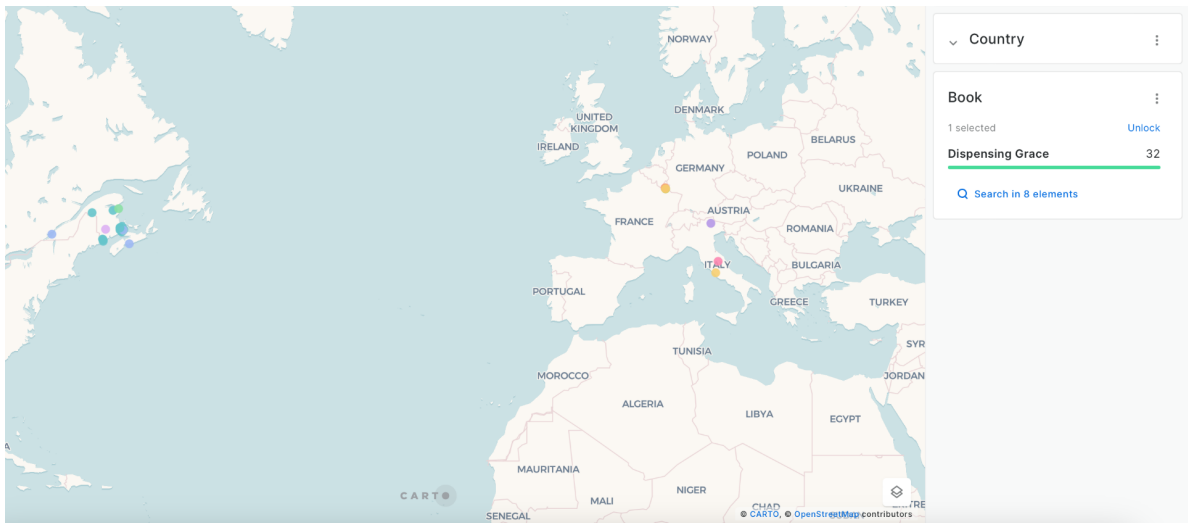 NORWAY
DENMARK
UNITED
KINGDOM
IRELAND
BELARUS
POLAND
GERMANY
UKRAINE
AUSTRIA
FRANCE
ROMANIA
ITALY
BULGARIA
PORTUGAL
GREECE
TURKEY
SYR
TUNISIA
MOROCCO
JORDAN
ALGERIA
LIBYA
EGYPT
MAURITANIA
NIGER
MALI
CHAD
SENEGAL
CARTO
© CARTO, © OpenStreetMap contributors
Country
Book
1 selected Unlock
Dispensing Grace 32
Search in 8 elements